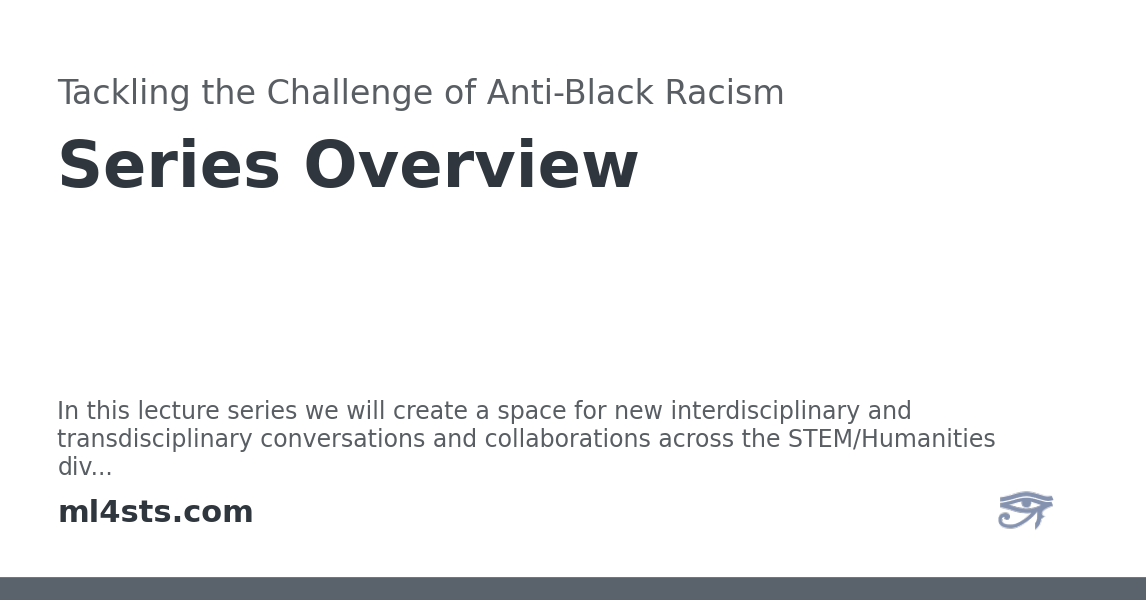 Tackling the Challenge of Anti-Black Racism
Series Overview
In this lecture series we will create a space for new interdisciplinary and
transdisciplinary conversations and collaborations across the STEM/Humanities
div...
ml4sts.com